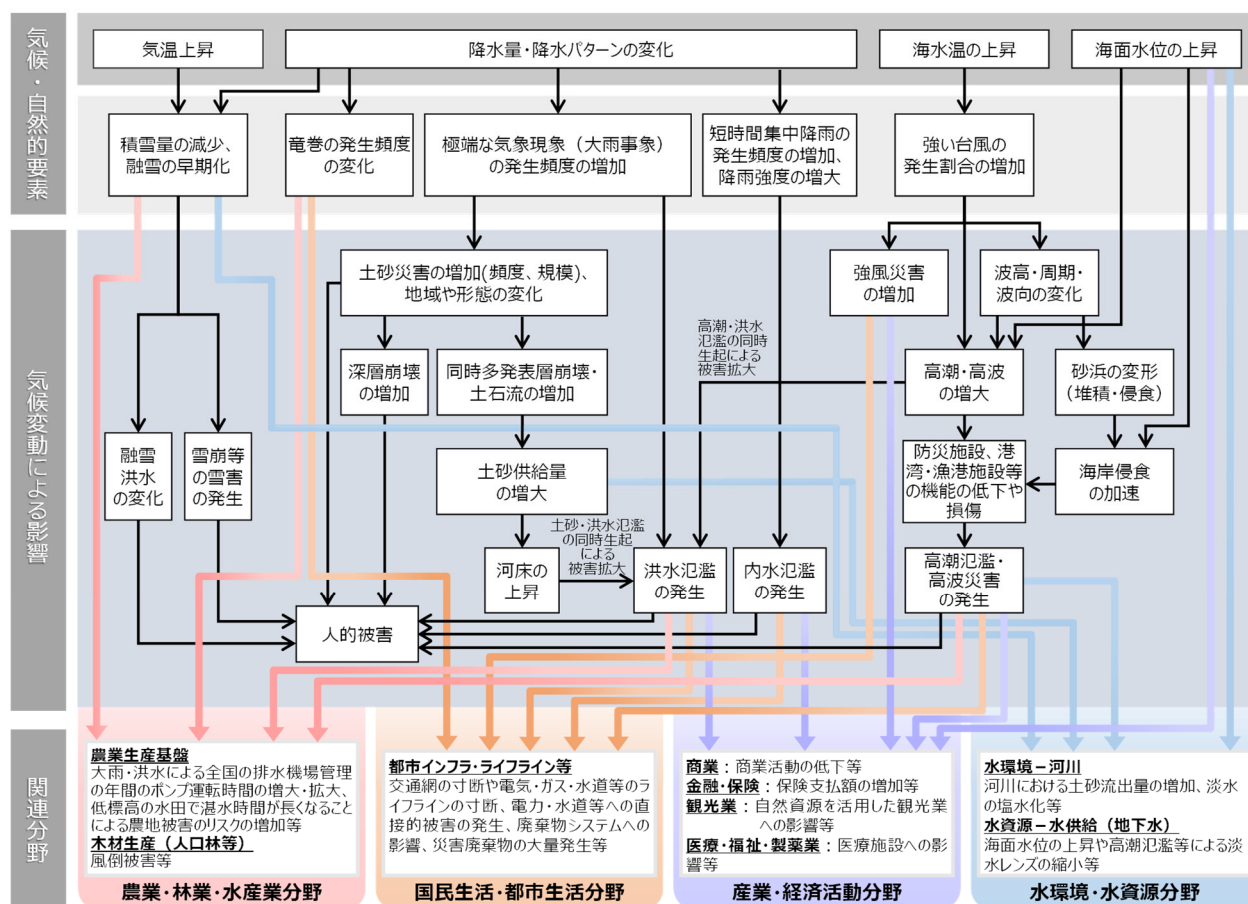 気候・自然的要素
気温上昇
降水量・降水パターンの変化
海水温の上昇
海面水位の上昇
積雪量の減少、
融雪の早期化
竜巻の発生頻度
の変化
極端な気象現象（大雨事象）
の発生頻度の増加
短時間集中降雨の
発生頻度の増加、
降雨強度の増大
強い台風の
発生割合の増加
気候変動による影響
土砂災害の増加(頻度、規模)、
地域や形態の変化
強風災害
の増加
波高・周期・
波向の変化
高潮・洪水
氾濫の同時
生起による
被害拡大
深層崩壊
の増加
同時多発表層崩壊・
土石流の増加
高潮・高波
の増大
砂浜の変形
（堆積・侵食）
融雪
洪水
の変化
雪崩等
の雪害
の発生
土砂供給量
の増大
防災施設、港
湾・漁港施設等
の機能の低下や
損傷
海岸侵食
の加速
土砂・洪水氾濫
の同時生起
による
被害拡大
河床の
上昇
洪水氾濫
の発生
内水氾濫
の発生
高潮氾濫・
高波災害
の発生
人的被害
関連分野
農業生産基盤
大雨・洪水による全国の排水機場管理
の年間のポンプ運転時間の増大・拡大、
低標高の水田で湛水時間が長くなること
による農地被害のリスクの増加等
木材生産（人口林等）
風倒被害等
農業・林業・水産業分野
都市インフラ・ライフライン等
交通網の寸断や電気・ガス・水道等のラ
イフラインの寸断、電力・水道等への直
接的被害の発生、廃棄物システムへの
影響、災害廃棄物の大量発生等
国民生活・都市生活分野
商業：商業活動の低下等
金融・保険：保険支払額の増加等
観光業：自然資源を活用した観光業
への影響等
医療・福祉・製薬業：医療施設への影
響等
産業・経済活動分野
水環境－河川
河川における土砂流出量の増加、淡水
の塩水化等
水資源－水供給（地下水）
海面水位の上昇や高潮氾濫等による淡
水レンズの縮小等
水環境・水資源分野